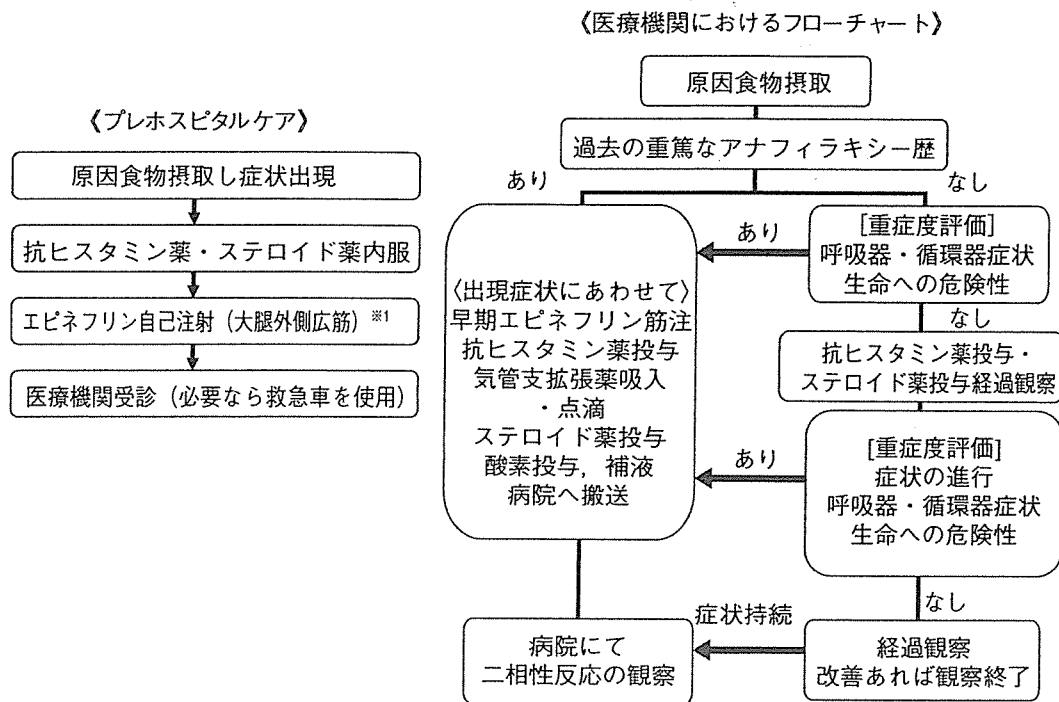 《プレホスピタルケア》
原因食物摂取し症状出現
抗ヒスタミン薬・ステロイド薬内服
エピネフリン自己注射（大腿外側広筋）※1
医療機関受診（必要なら救急車を使用）
《医療機関におけるフローチャート》
原因食物摂取
過去の重篤なアナフィラキシー歴
あり
なし
[重症度評価]
呼吸器・循環器症状
生命への危険性
あり
なし
〈出現症状にあわせて〉
早期エピネフリン筋注
抗ヒスタミン薬投与
気管支拡張薬吸入
・点滴
ステロイド薬投与
酸素投与，補液
病院へ搬送
抗ヒスタミン薬投与・
ステロイド薬投与経過観察
[重症度評価]
症状の進行
呼吸器・循環器症状
生命への危険性
あり
なし
経過観察
改善あれば観察終了
症状持続
病院にて
二相性反応の観察